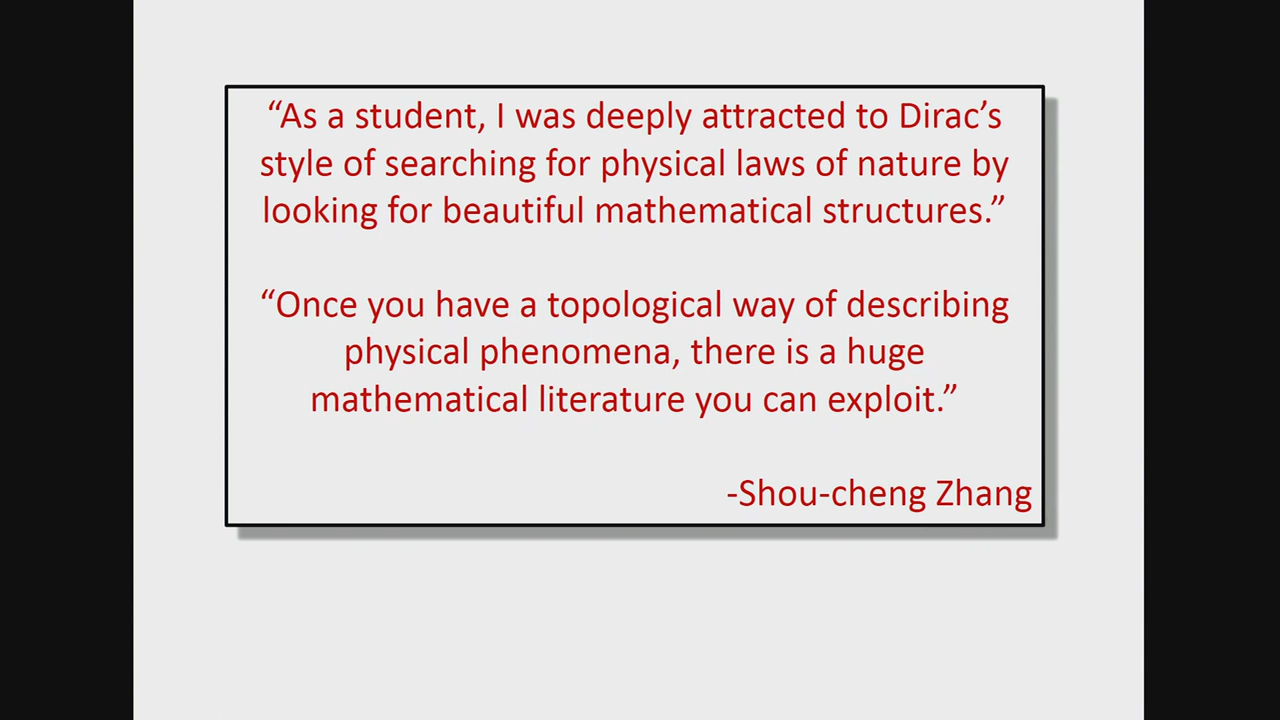 “As a student, I was deeply attracted to Dirac’s
style of searching for physical laws of nature by
looking for beautiful mathematical structures.”
“Once you have a topological way of describing
physical phenomena, there is a huge
mathematical literature you can exploit.”
-Shou-cheng Zhang